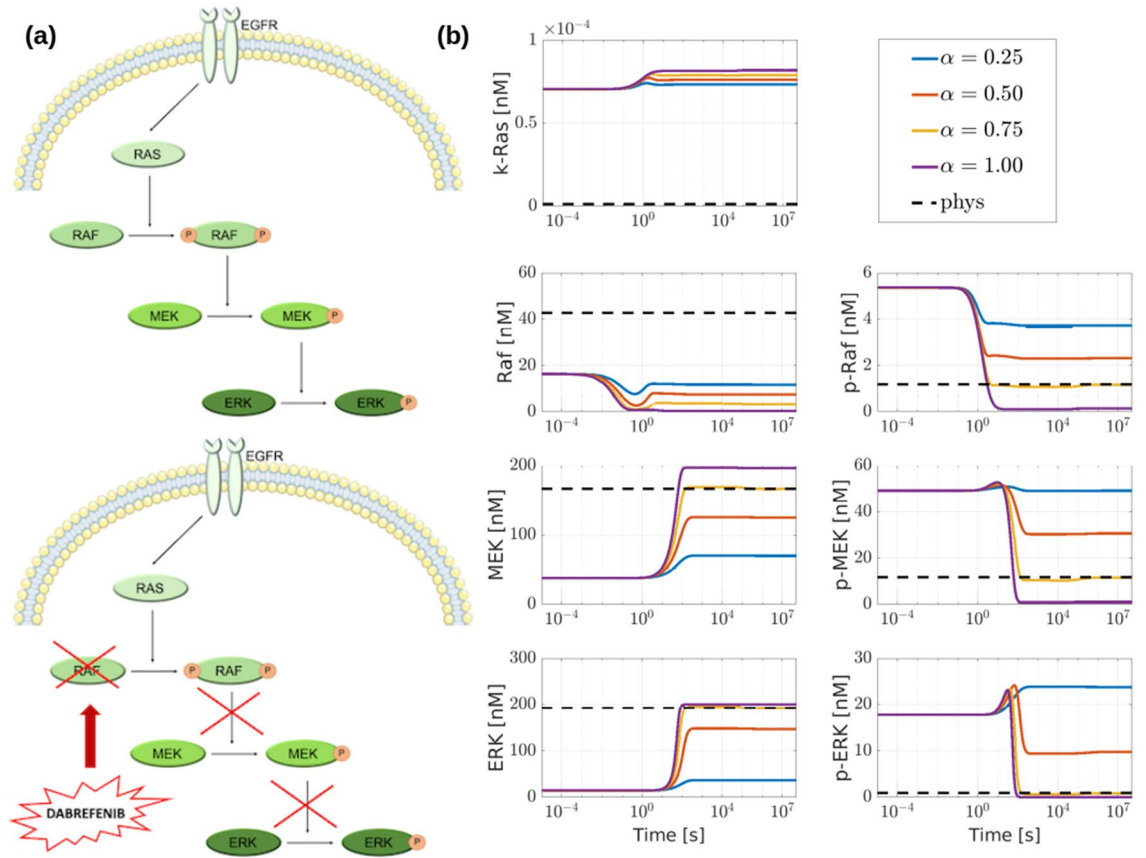 (a)
EGFR
RAS
RAF
P RAF P
MEK
MEK P
ERK
ERK P
EGFR
RAS
RAF
P RAF P
MEK
MEK P
DABREFENIB
ERK
ERK P
(b)
×10⁻⁴
1
0.5
0
k-Ras [nM]
10⁻⁴ 10⁰ 10⁴ 10⁷
α = 0.25
α = 0.50
α = 0.75
α = 1.00
phys
60
40
20
0
Raf [nM]
10⁻⁴ 10⁰ 10⁴ 10⁷
6
4
2
0
p-Raf [nM]
10⁻⁴ 10⁰ 10⁴ 10⁷
200
100
0
MEK [nM]
10⁻⁴ 10⁰ 10⁴ 10⁷
60
40
20
0
p-MEK [nM]
10⁻⁴ 10⁰ 10⁴ 10⁷
300
200
100
0
ERK [nM]
10⁻⁴ 10⁰ 10⁴ 10⁷
Time [s]
30
20
10
0
p-ERK [nM]
10⁻⁴ 10⁰ 10⁴ 10⁷
Time [s]